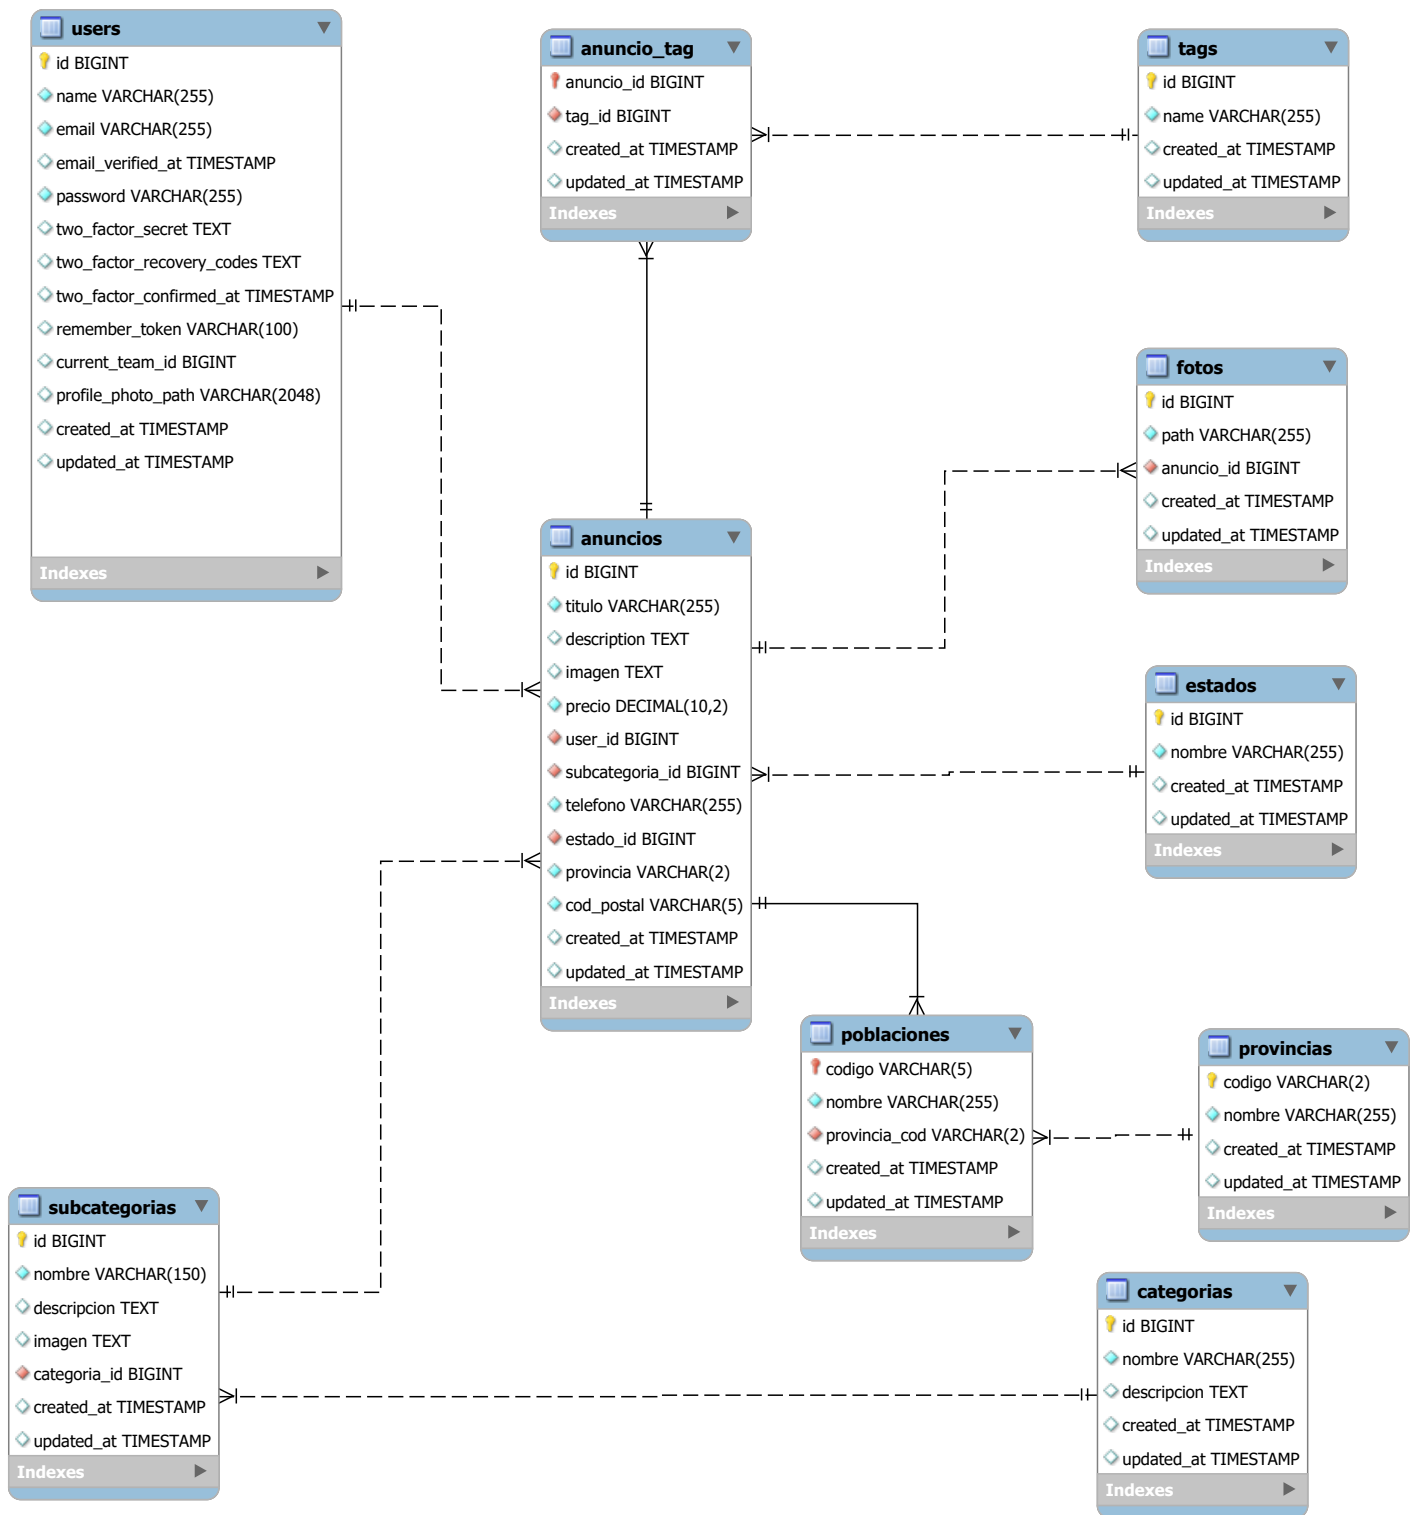 users
id BIGINT
name VARCHAR(255)
email VARCHAR(255)
email_verified_at TIMESTAMP
password VARCHAR(255)
two_factor_secret TEXT
two_factor_recovery_codes TEXT
two_factor_confirmed_at TIMESTAMP
remember_token VARCHAR(100)
current_team_id BIGINT
profile_photo_path VARCHAR(2048)
created_at TIMESTAMP
updated_at TIMESTAMP
Indexes
anuncio_tag
anuncio_id BIGINT
tag_id BIGINT
created_at TIMESTAMP
updated_at TIMESTAMP
Indexes
tags
id BIGINT
name VARCHAR(255)
created_at TIMESTAMP
updated_at TIMESTAMP
Indexes
fotos
id BIGINT
path VARCHAR(255)
anuncio_id BIGINT
created_at TIMESTAMP
updated_at TIMESTAMP
Indexes
anuncios
id BIGINT
titulo VARCHAR(255)
description TEXT
imagen TEXT
precio DECIMAL(10,2)
user_id BIGINT
subcategoria_id BIGINT
telefono VARCHAR(255)
estado_id BIGINT
provincia VARCHAR(2)
cod_postal VARCHAR(5)
created_at TIMESTAMP
updated_at TIMESTAMP
Indexes
estados
id BIGINT
nombre VARCHAR(255)
created_at TIMESTAMP
updated_at TIMESTAMP
Indexes
poblaciones
codigo VARCHAR(5)
nombre VARCHAR(255)
provincia_cod VARCHAR(2)
created_at TIMESTAMP
updated_at TIMESTAMP
Indexes
provincias
codigo VARCHAR(2)
nombre VARCHAR(255)
created_at TIMESTAMP
updated_at TIMESTAMP
Indexes
subcategorias
id BIGINT
nombre VARCHAR(150)
descripcion TEXT
imagen TEXT
categoria_id BIGINT
created_at TIMESTAMP
updated_at TIMESTAMP
Indexes
categorias
id BIGINT
nombre VARCHAR(255)
descripcion TEXT
created_at TIMESTAMP
updated_at TIMESTAMP
Indexes